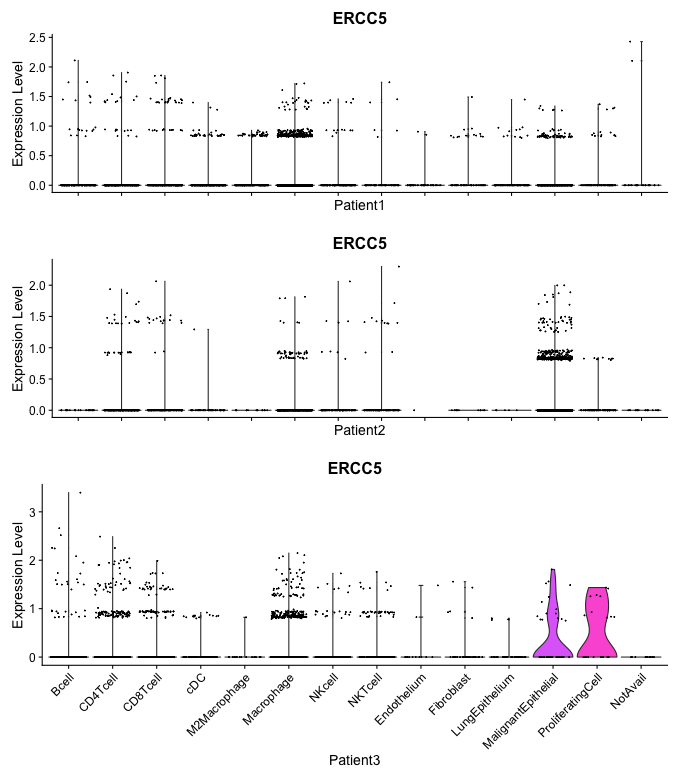 ERCC5
Expression Level
2.5
2.0
1.5
1.0
0.5
0.0
Patient1
ERCC5
Expression Level
2.0
1.5
1.0
0.5
0.0
Patient2
ERCC5
Expression Level
3
2
1
0
Bcell
CD4Tcell
CD8Tcell
cDC
M2Macrophage
Macrophage
NKcell
NKTcell
Endothelium
Fibroblast
LungEpithelium
MalignantEpithelial
ProliferatingCell
NotAvail
Patient3